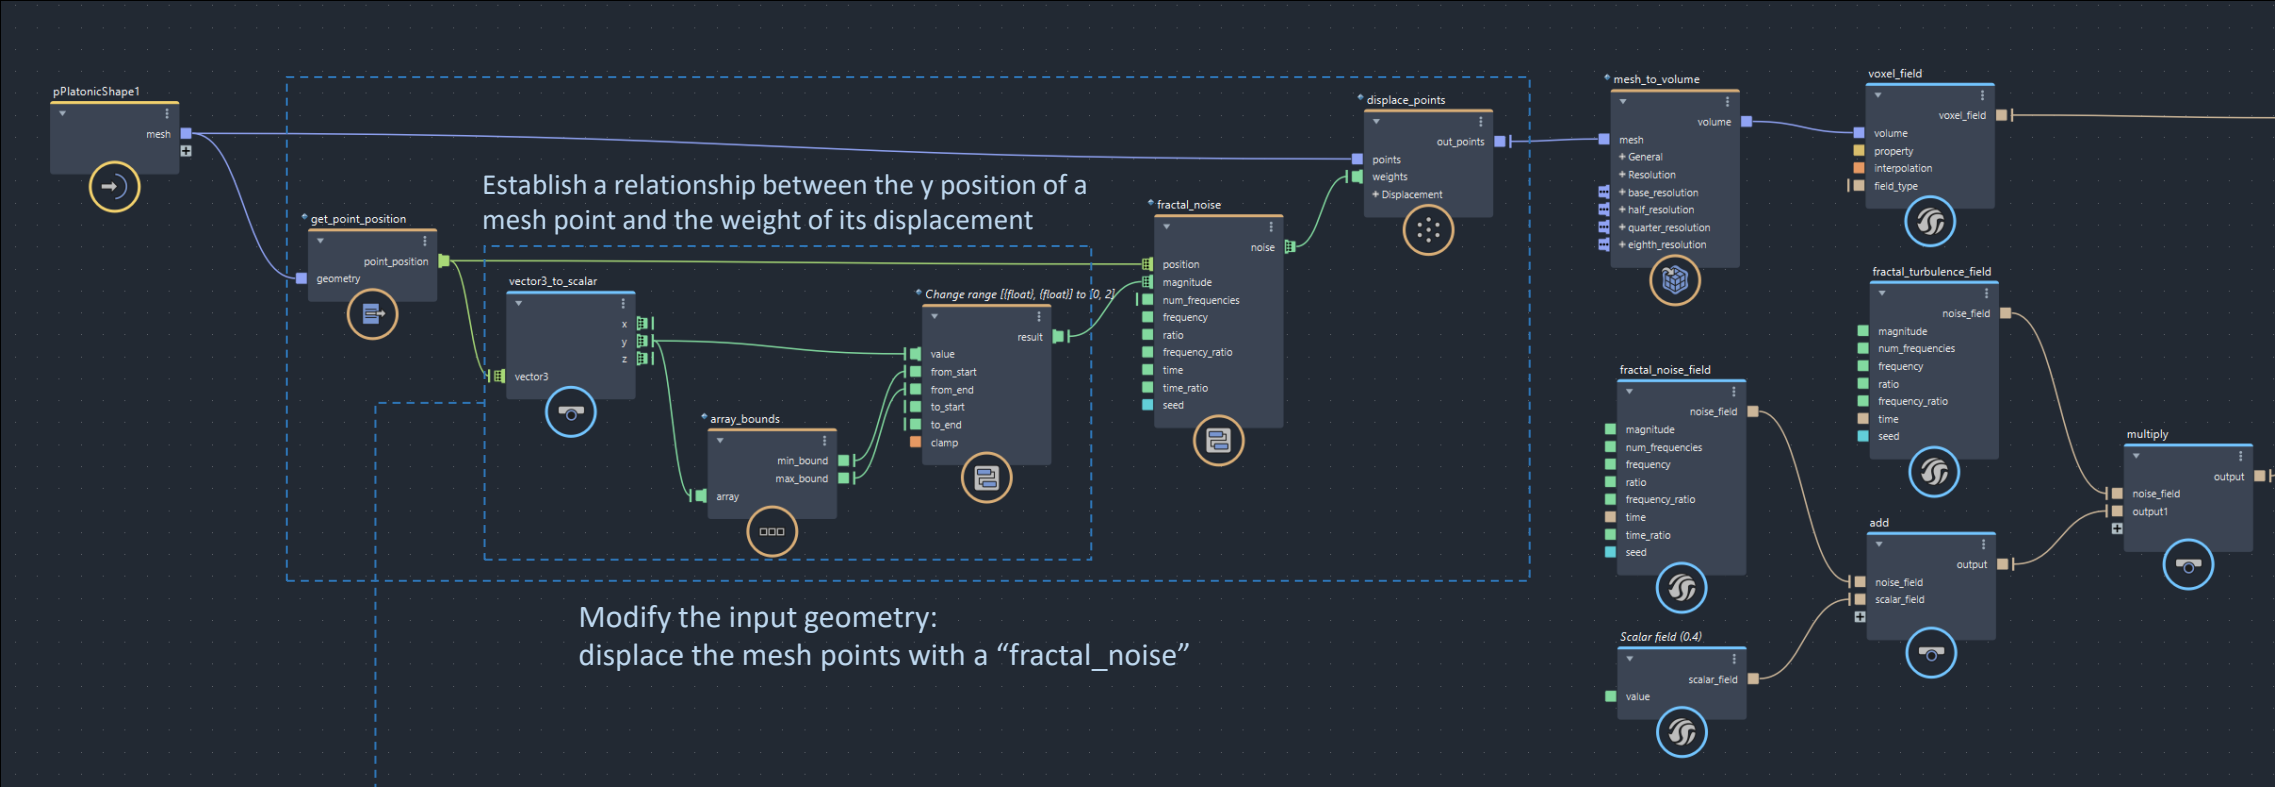 pPlatonicShape1
mesh
get_point_position
point_position
geometry
Establish a relationship between the y position of a
mesh point and the weight of its displacement
vector3_to_scalar
x
y
z
vector3
array_bounds
min_bound
max_bound
array
Change range [{float}, {float}] to [0, 2]
result
value
from_start
from_end
to_start
to_end
clamp
fractal_noise
noise
position
magnitude
num_frequencies
frequency
ratio
frequency_ratio
time
time_ratio
seed
displace_points
out_points
points
weights
+ Displacement
Modify the input geometry:
displace the mesh points with a “fractal_noise”
mesh_to_volume
volume
mesh
+ General
+ Resolution
+ base_resolution
+ half_resolution
+ quarter_resolution
+ eighth_resolution
voxel_field
voxel_field
volume
property
interpolation
field_type
fractal_turbulence_field
noise_field
magnitude
num_frequencies
frequency
ratio
frequency_ratio
time
seed
fractal_noise_field
noise_field
magnitude
num_frequencies
frequency
ratio
frequency_ratio
time
time_ratio
seed
Scalar field (0.4)
scalar_field
value
add
output
noise_field
scalar_field
multiply
output
noise_field
output1